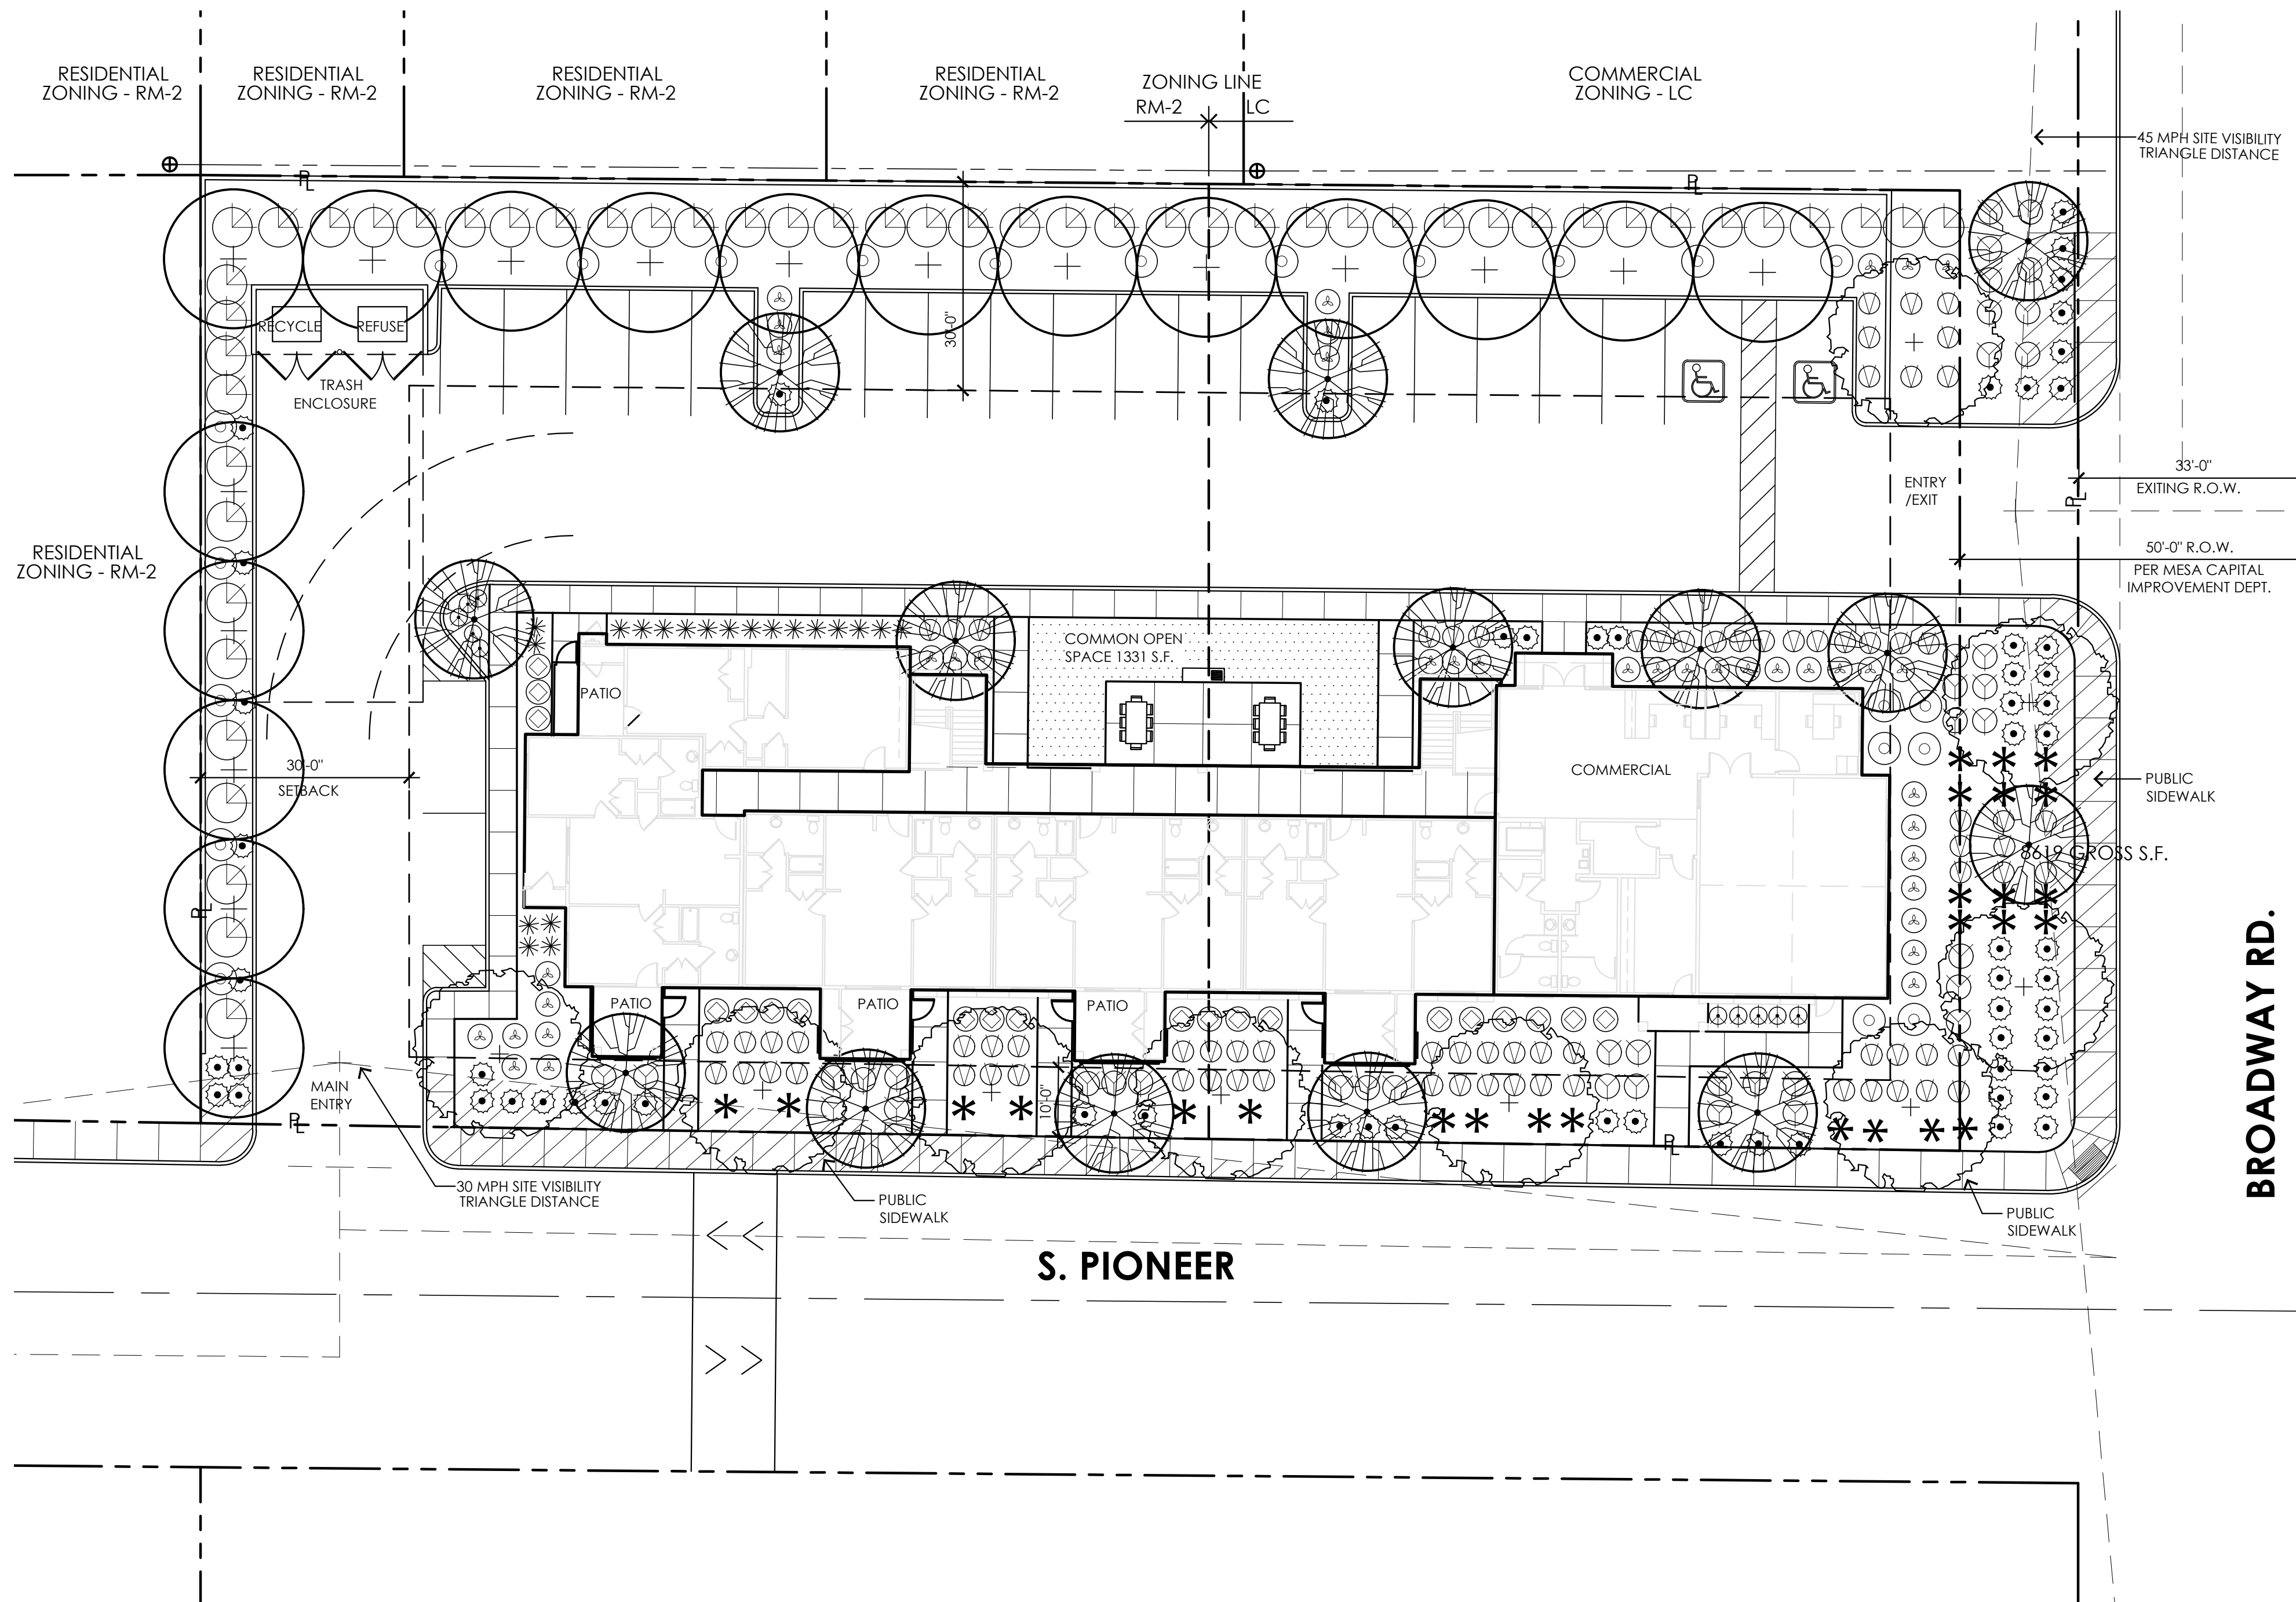 RESIDENTIAL
ZONING - RM-2
RESIDENTIAL
ZONING - RM-2
RESIDENTIAL
ZONING - RM-2
RESIDENTIAL
ZONING - RM-2
ZONING LINE
RM-2
LC
COMMERCIAL
ZONING - LC
45 MPH SITE VISIBILITY
TRIANGLE DISTANCE
PL
PL
RECYCLE
REFUSE
TRASH
ENCLOSURE
30'-0"
ENTRY
/EXIT
33'-0"
EXITING R.O.W.
PL
50'-0" R.O.W.
PER MESA CAPITAL
IMPROVEMENT DEPT.
RESIDENTIAL
ZONING - RM-2
COMMON OPEN
SPACE 1331 S.F.
PATIO
30'-0"
SETBACK
COMMERCIAL
PUBLIC
SIDEWALK
8619 GROSS S.F.
PL
PATIO
PATIO
PATIO
MAIN
ENTRY
10'-0"
PL
PL
30 MPH SITE VISIBILITY
TRIANGLE DISTANCE
PUBLIC
SIDEWALK
PUBLIC
SIDEWALK
BROADWAY RD.
S. PIONEER